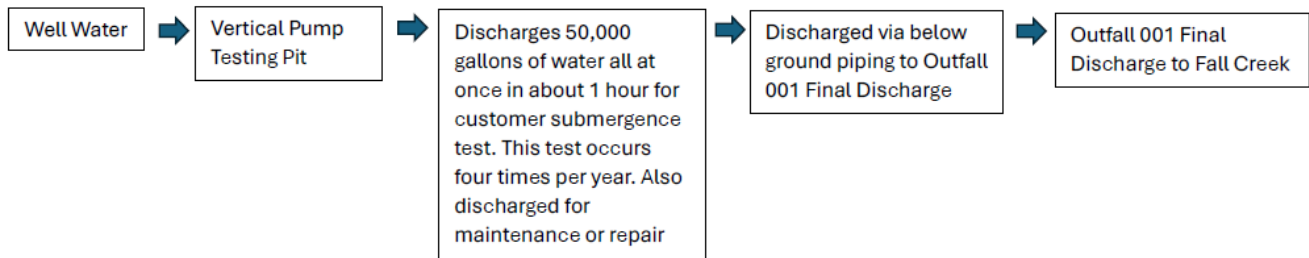 Well Water
Vertical Pump
Testing Pit
Discharges 50,000
gallons of water all at
once in about 1 hour for
customer submergence
test. This test occurs
four times per year. Also
discharged for
maintenance or repair
Discharged via below
ground piping to Outfall
001 Final Discharge
Outfall 001 Final
Discharge to Fall Creek